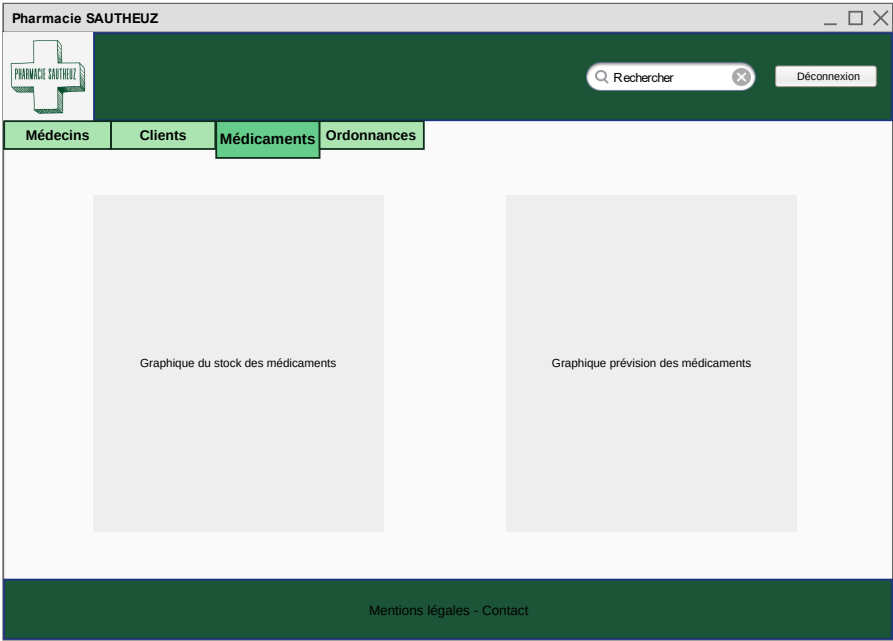 Pharmacie SAUTHEUZ
PHARMACIE SAUTHEUZ
Rechercher
Déconnexion
Médecins
Clients
Médicaments
Ordonnances
Graphique du stock des médicaments
Graphique prévision des médicaments
Mentions légales - Contact